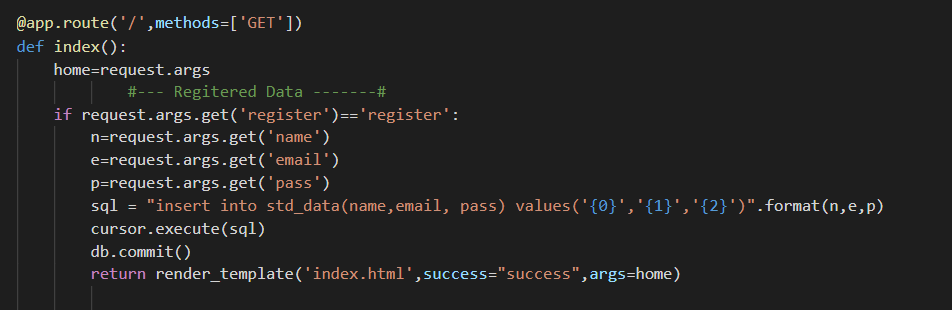 @app.route('/',methods=['GET'])
def index():
home=request.args
#--- Regitered Data -------#
if request.args.get('register')=='register':
n=request.args.get('name')
e=request.args.get('email')
p=request.args.get('pass')
sql = "insert into std_data(name,email, pass) values('{0}','{1}','{2}')".format(n,e,p)
cursor.execute(sql)
db.commit()
return render_template('index.html',success="success",args=home)